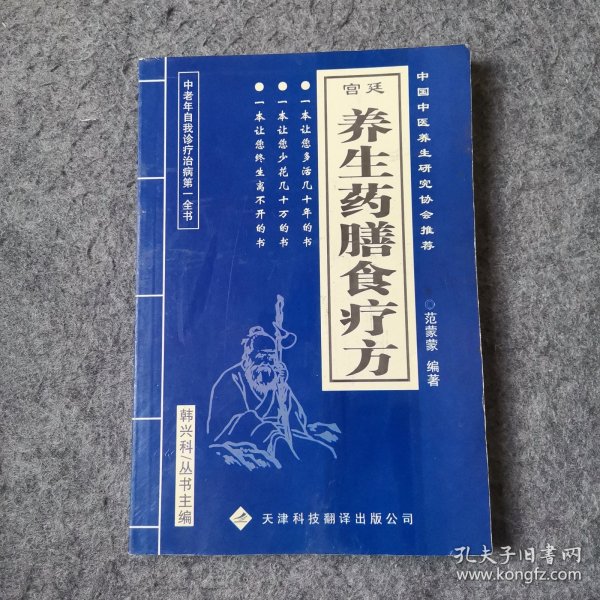 中国中医养生研究协会推荐
宫廷
养生药膳食疗方
◎范蒙蒙 编著
●一本让您多活几十年的书
●一本让您少花几十万的书
●一本让您终生离不开的书
中老年自我诊疗治病第一全书
韩兴科/丛书主编
天津科技翻译出版公司
孔夫子旧书网
www.kongfz.com